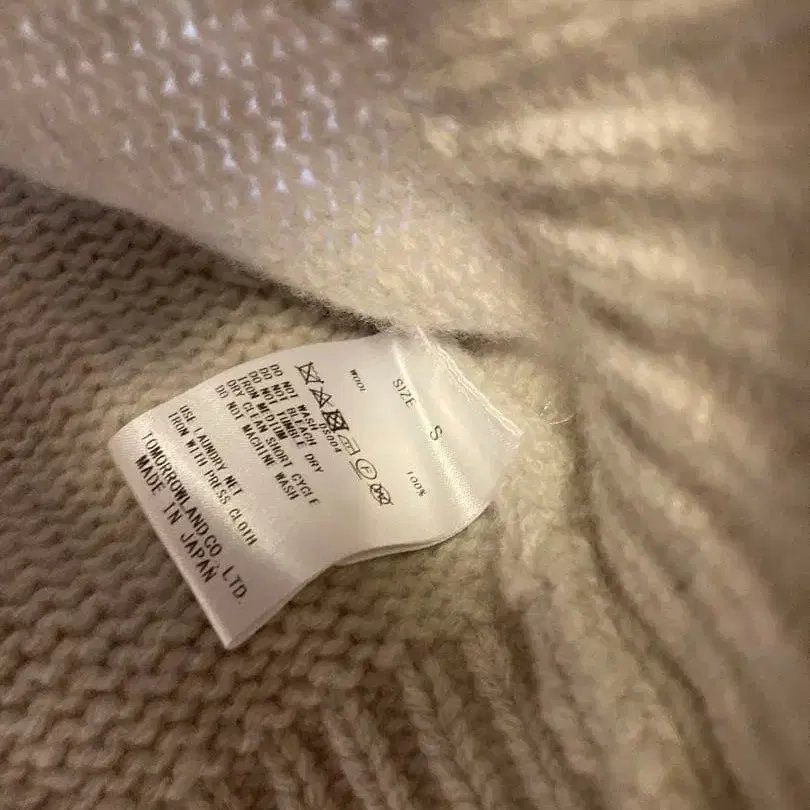 SIZE S
WOOL 100%
DS004
DO NOT WASH
DO NOT BLEACH
DO NOT TUMBLE DRY
IRON MEDIUM
DRY CLEAN SHORT CYCLE
DO NOT MACHINE WASH
USE LAUNDRY NET
IRON WITH PRESS CLOTH
TOMORROWLAND CO., LTD.
MADE IN JAPAN